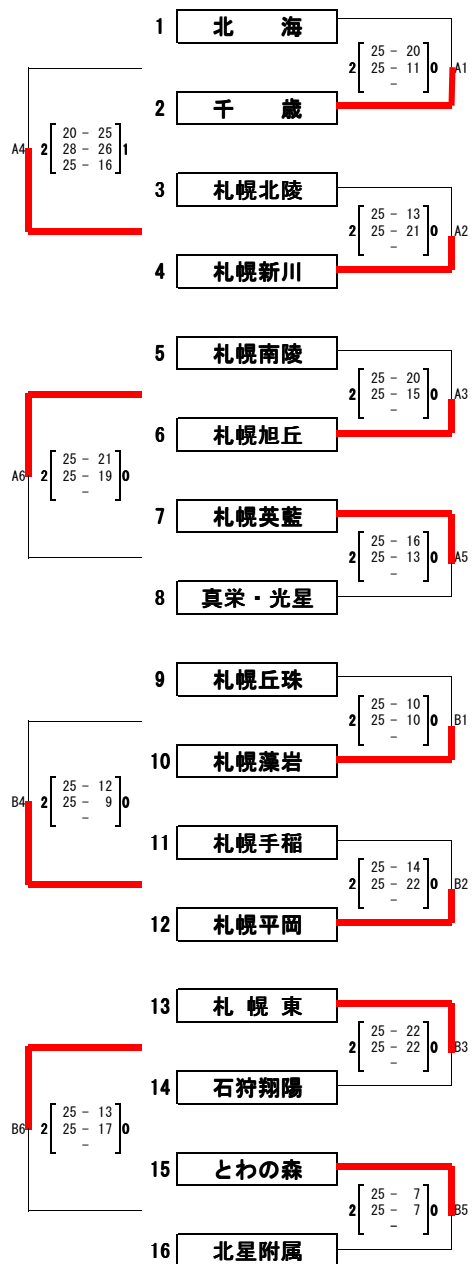 1 北 海
25 - 20
2 25 - 11 0 A1
-
2 千 歳
20 - 25
A4 2 28 - 26 1
25 - 16
3 札幌北陵
25 - 13
2 25 - 21 0 A2
-
4 札幌新川
5 札幌南陵
25 - 20
2 25 - 15 0 A3
-
6 札幌旭丘
25 - 21
A6 2 25 - 19 0
-
7 札幌英藍
25 - 16
2 25 - 13 0 A5
-
8 真栄・光星
9 札幌丘珠
25 - 10
2 25 - 10 0 B1
-
10 札幌藻岩
25 - 12
B4 2 25 - 9 0
-
11 札幌手稲
25 - 14
2 25 - 22 0 B2
-
12 札幌平岡
13 札 幌 東
25 - 22
2 25 - 22 0 B3
-
14 石狩翔陽
25 - 13
B6 2 25 - 17 0
-
15 とわの森
25 - 7
2 25 - 7 0 B5
-
16 北星附属